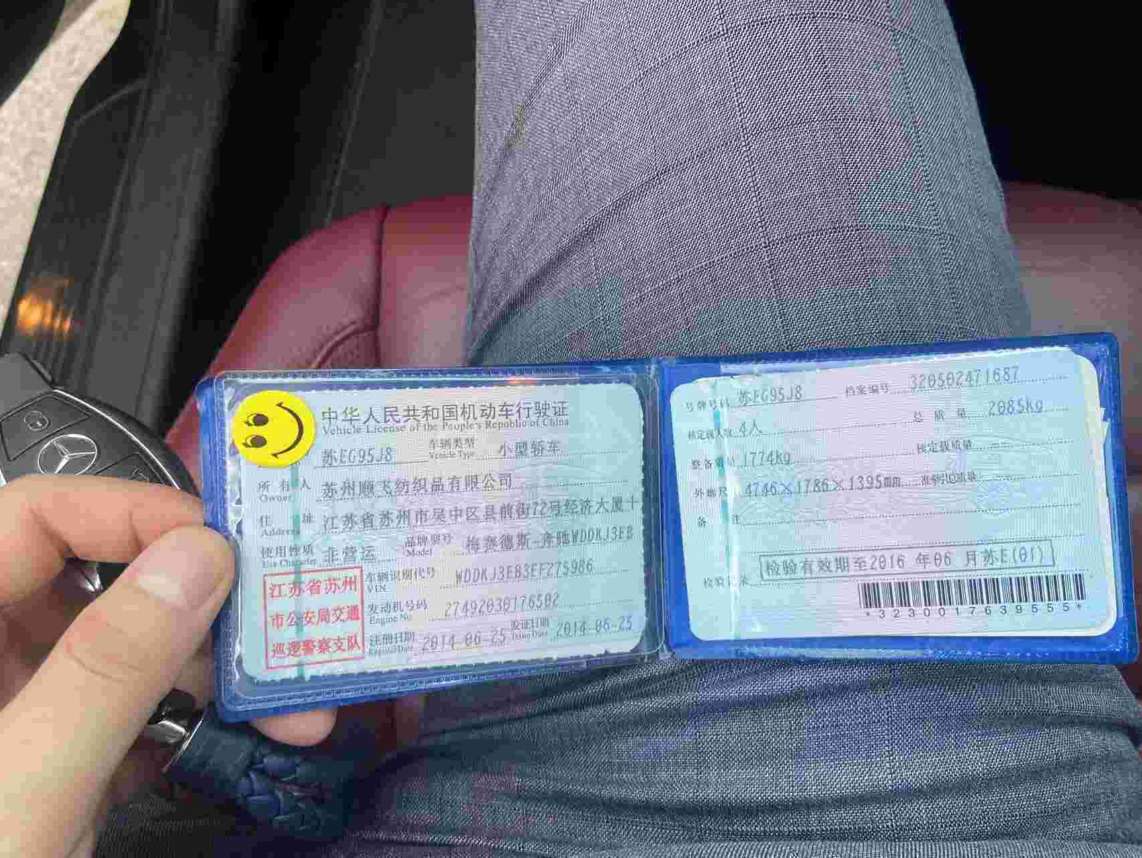 中华人民共和国机动车行驶证
Vehicle License of the People's Republic of China
苏EG95J8 车辆类型 Vehicle Type 小型轿车
所有人 Owner 苏州顺飞纺织品有限公司
住址 Address 江苏省苏州市吴中区县前街72号经济大厦十
使用性质 Use Character 非营运 品牌型号 Model 梅赛德斯-奔驰WDDKJ3EB
江苏省苏州
市公安局交通
巡逻警察支队
车辆识别代号 VIN WDDKJ3EB3EF275986
发动机号码 Engine No. 27492030176502
注册日期 2014-06-25 发证日期 Issue Date 2014-06-25
号牌号码 苏EG95J8 档案编号 320502471687
核定载人数 4人 总质量 2085kg
整备质量 1774kg 核定载质量
外廓尺寸 4746×1786×1395mm 准牵引总质量
备注
检验记录 检验有效期至2016年06月苏E(01)
*3230017639555*